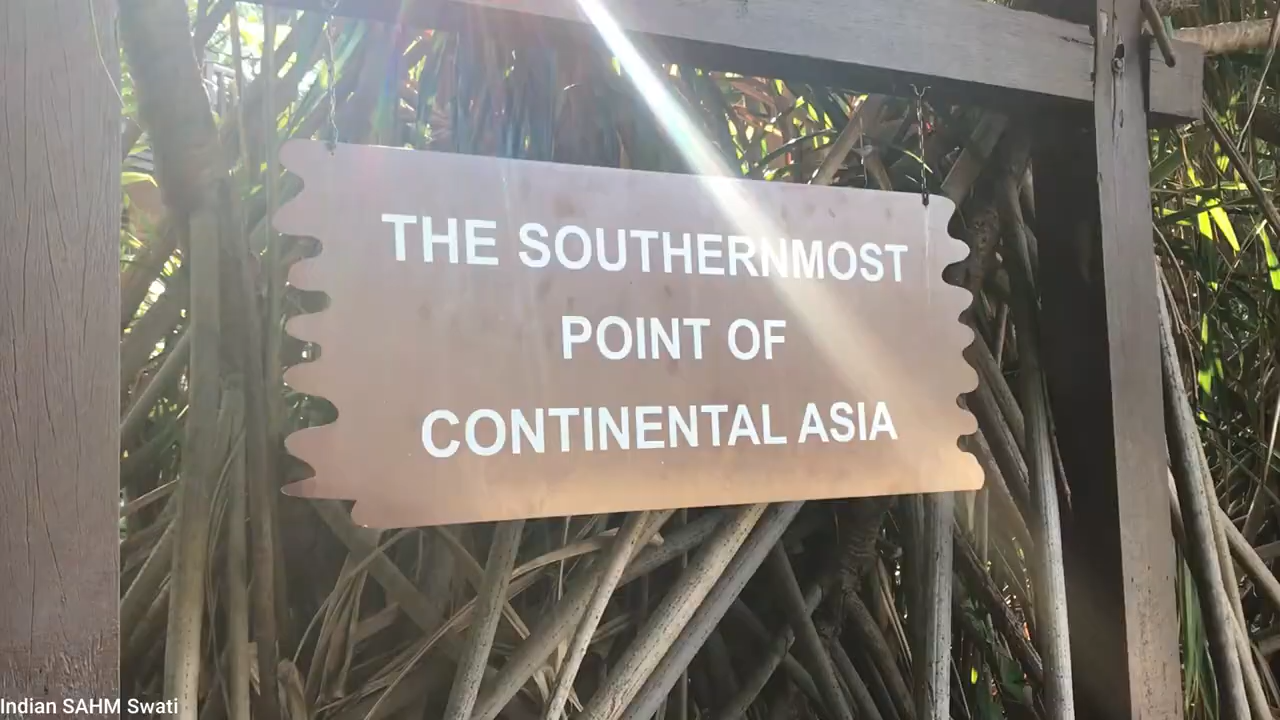 THE SOUTHERNMOST
POINT OF
CONTINENTAL ASIA
Indian SAHM Swati